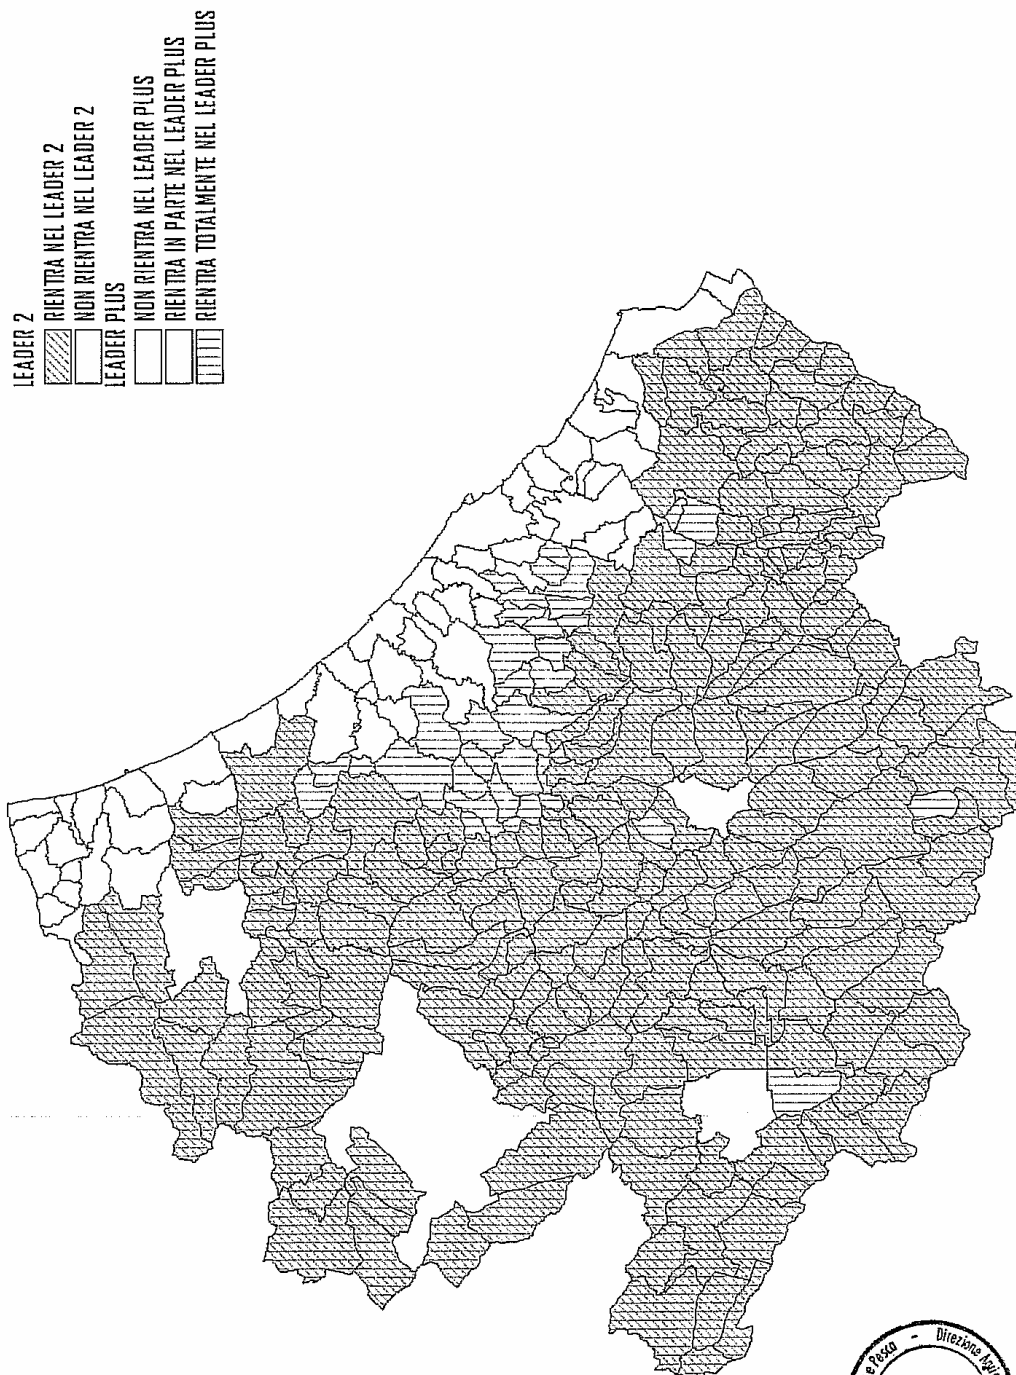 LEADER 2
RIENTRA NEL LEADER 2
NON RIENTRA NEL LEADER 2
LEADER PLUS
NON RIENTRA NEL LEADER PLUS
RIENTRA IN PARTE NEL LEADER PLUS
RIENTRA TOTALMENTE NEL LEADER PLUS
e Pesca - Direzione